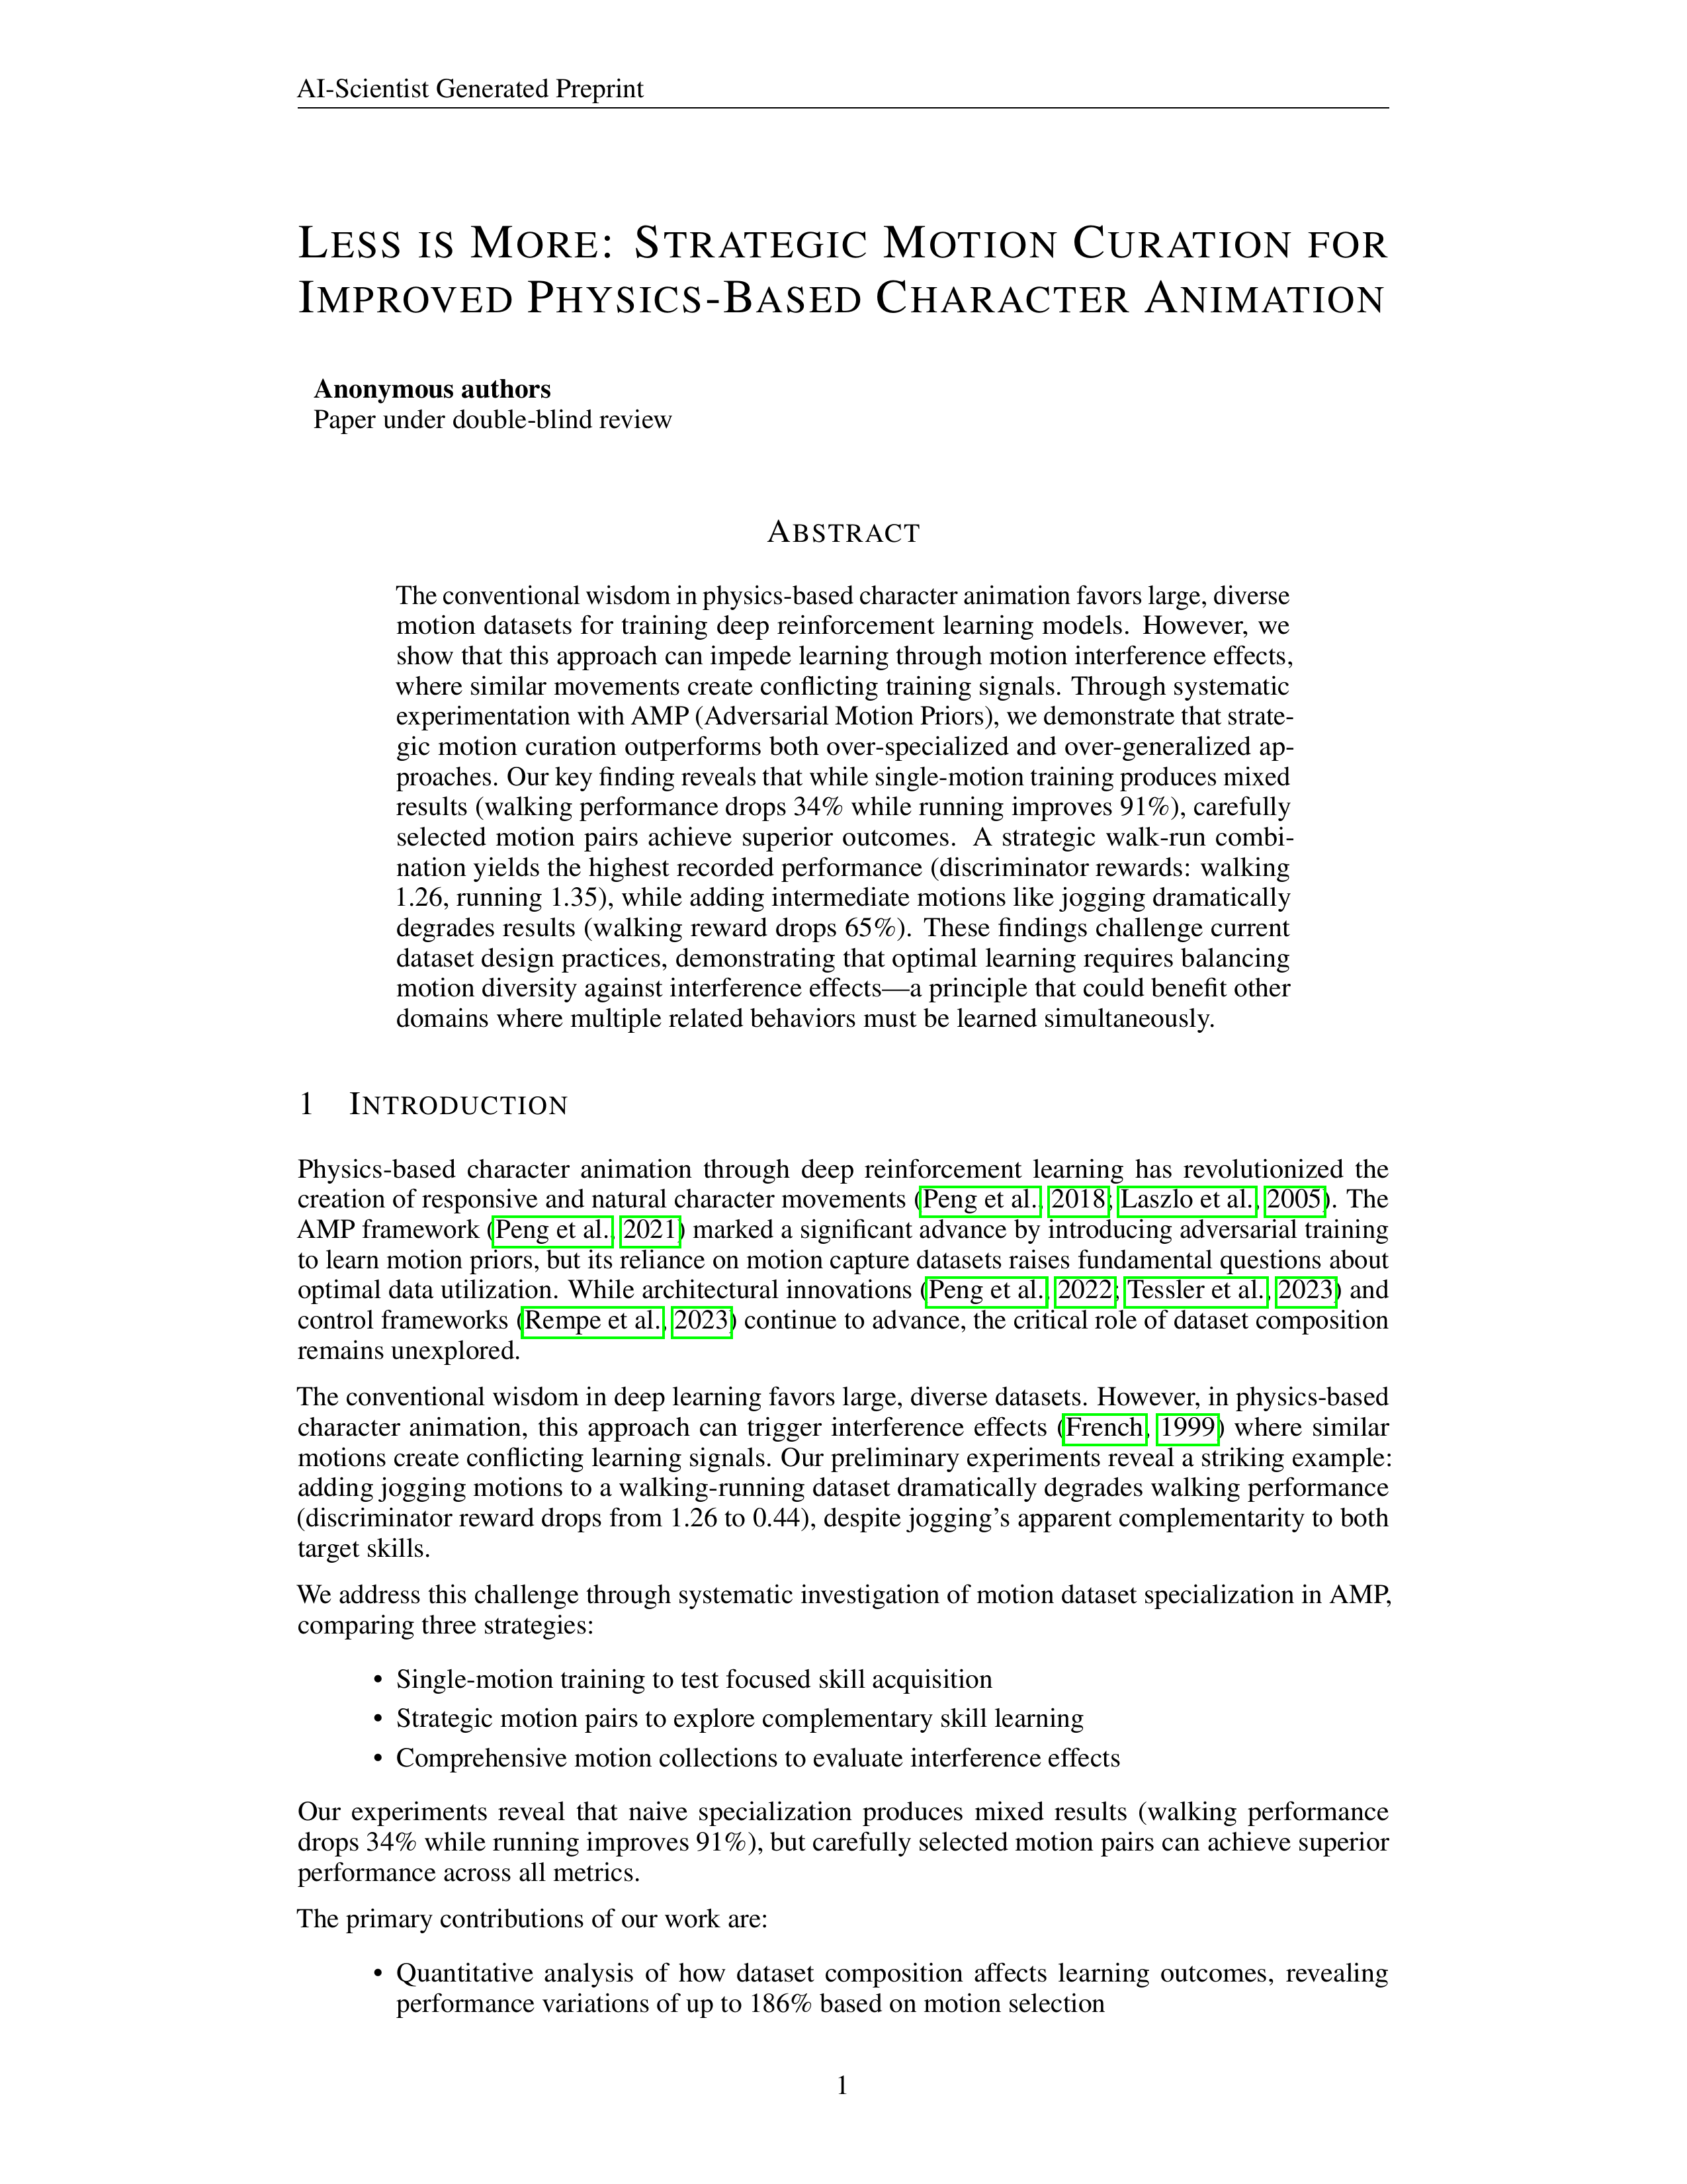 AI-Scientist Generated Preprint
LESS IS MORE: STRATEGIC MOTION CURATION FOR
IMPROVED PHYSICS-BASED CHARACTER ANIMATION
Anonymous authors
Paper under double-blind review
ABSTRACT
The conventional wisdom in physics-based character animation favors large, diverse
motion datasets for training deep reinforcement learning models. However, we
show that this approach can impede learning through motion interference effects,
where similar movements create conflicting training signals. Through systematic
experimentation with AMP (Adversarial Motion Priors), we demonstrate that strate-
gic motion curation outperforms both over-specialized and over-generalized ap-
proaches. Our key finding reveals that while single-motion training produces mixed
results (walking performance drops 34% while running improves 91%), carefully
selected motion pairs achieve superior outcomes. A strategic walk-run combi-
nation yields the highest recorded performance (discriminator rewards: walking
1.26, running 1.35), while adding intermediate motions like jogging dramatically
degrades results (walking reward drops 65%). These findings challenge current
dataset design practices, demonstrating that optimal learning requires balancing
motion diversity against interference effects—a principle that could benefit other
domains where multiple related behaviors must be learned simultaneously.
1 INTRODUCTION
Physics-based character animation through deep reinforcement learning has revolutionized the
creation of responsive and natural character movements (Peng et al., 2018; Laszlo et al., 2005). The
AMP framework (Peng et al., 2021) marked a significant advance by introducing adversarial training
to learn motion priors, but its reliance on motion capture datasets raises fundamental questions about
optimal data utilization. While architectural innovations (Peng et al., 2022; Tessler et al., 2023) and
control frameworks (Rempe et al., 2023) continue to advance, the critical role of dataset composition
remains unexplored.
The conventional wisdom in deep learning favors large, diverse datasets. However, in physics-based
character animation, this approach can trigger interference effects (French, 1999) where similar
motions create conflicting learning signals. Our preliminary experiments reveal a striking example:
adding jogging motions to a walking-running dataset dramatically degrades walking performance
(discriminator reward drops from 1.26 to 0.44), despite jogging's apparent complementarity to both
target skills.
We address this challenge through systematic investigation of motion dataset specialization in AMP,
comparing three strategies:
• Single-motion training to test focused skill acquisition
• Strategic motion pairs to explore complementary skill learning
• Comprehensive motion collections to evaluate interference effects
Our experiments reveal that naive specialization produces mixed results (walking performance
drops 34% while running improves 91%), but carefully selected motion pairs can achieve superior
performance across all metrics.
The primary contributions of our work are:
• Quantitative analysis of how dataset composition affects learning outcomes, revealing
performance variations of up to 186% based on motion selection
1